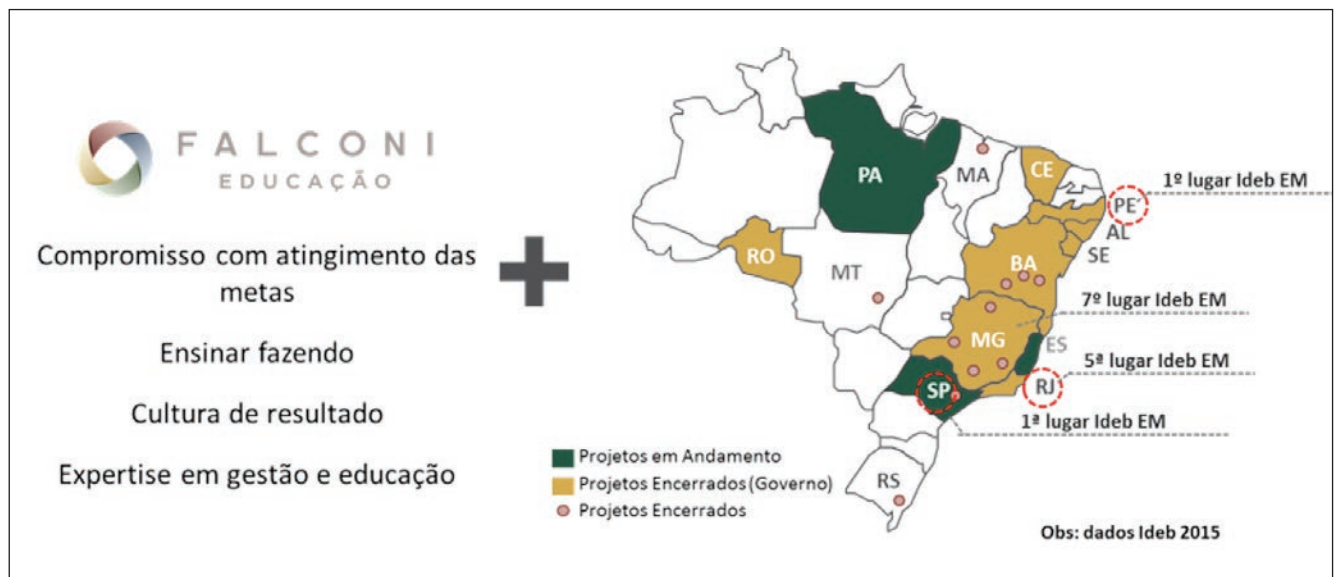 FALCONI
EDUCAÇÃO
Compromisso com atingimento das
metas
Ensinar fazendo
Cultura de resultado
Expertise em gestão e educação
PA
MA
CE
1º lugar Ideb EM
PE
AL
SE
RO
MT
BA
7º lugar Ideb EM
MG
ES
5ª lugar Ideb EM
RJ
SP
1ª lugar Ideb EM
RS
Projetos em Andamento
Projetos Encerrados (Governo)
Projetos Encerrados
Obs: dados Ideb 2015